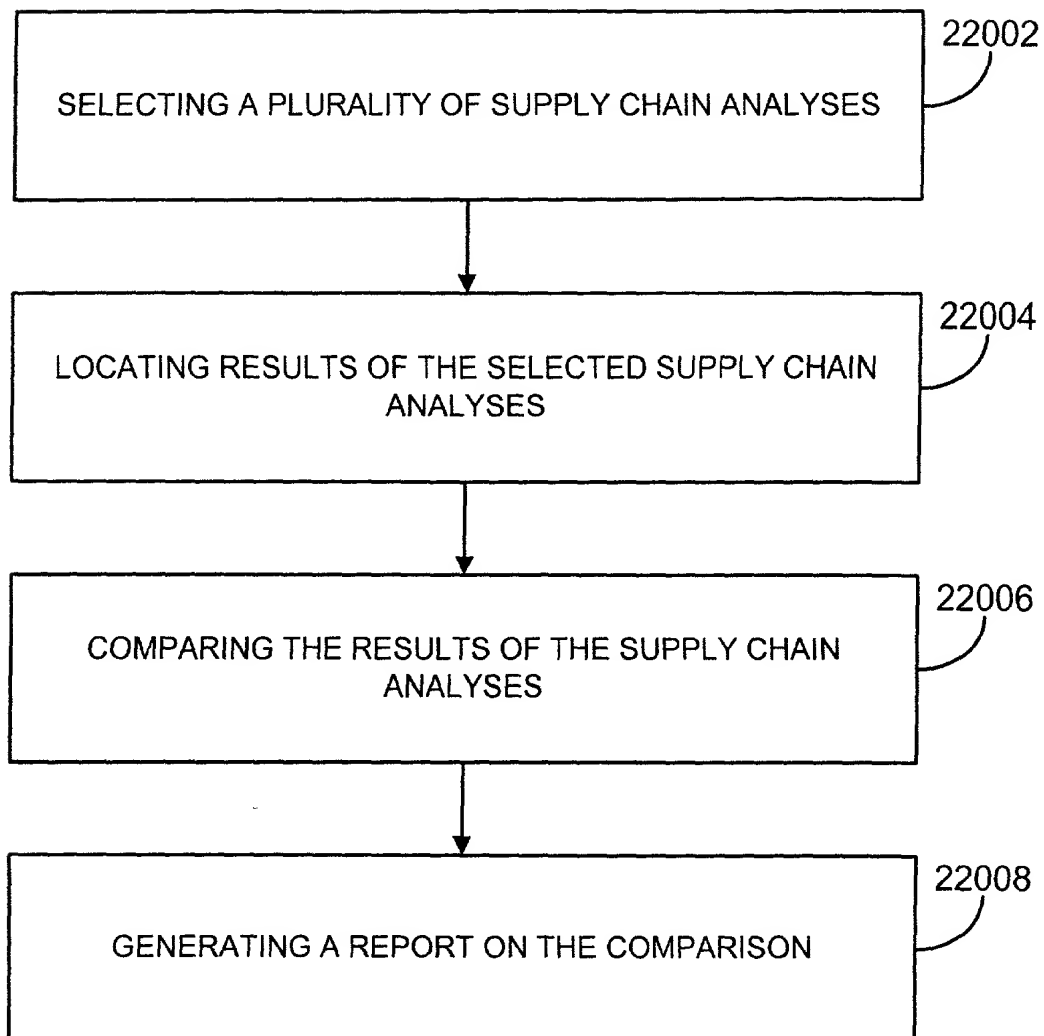 22002
SELECTING A PLURALITY OF SUPPLY CHAIN ANALYSES
22004
LOCATING RESULTS OF THE SELECTED SUPPLY CHAIN
ANALYSES
22006
COMPARING THE RESULTS OF THE SUPPLY CHAIN
ANALYSES
22008
GENERATING A REPORT ON THE COMPARISON